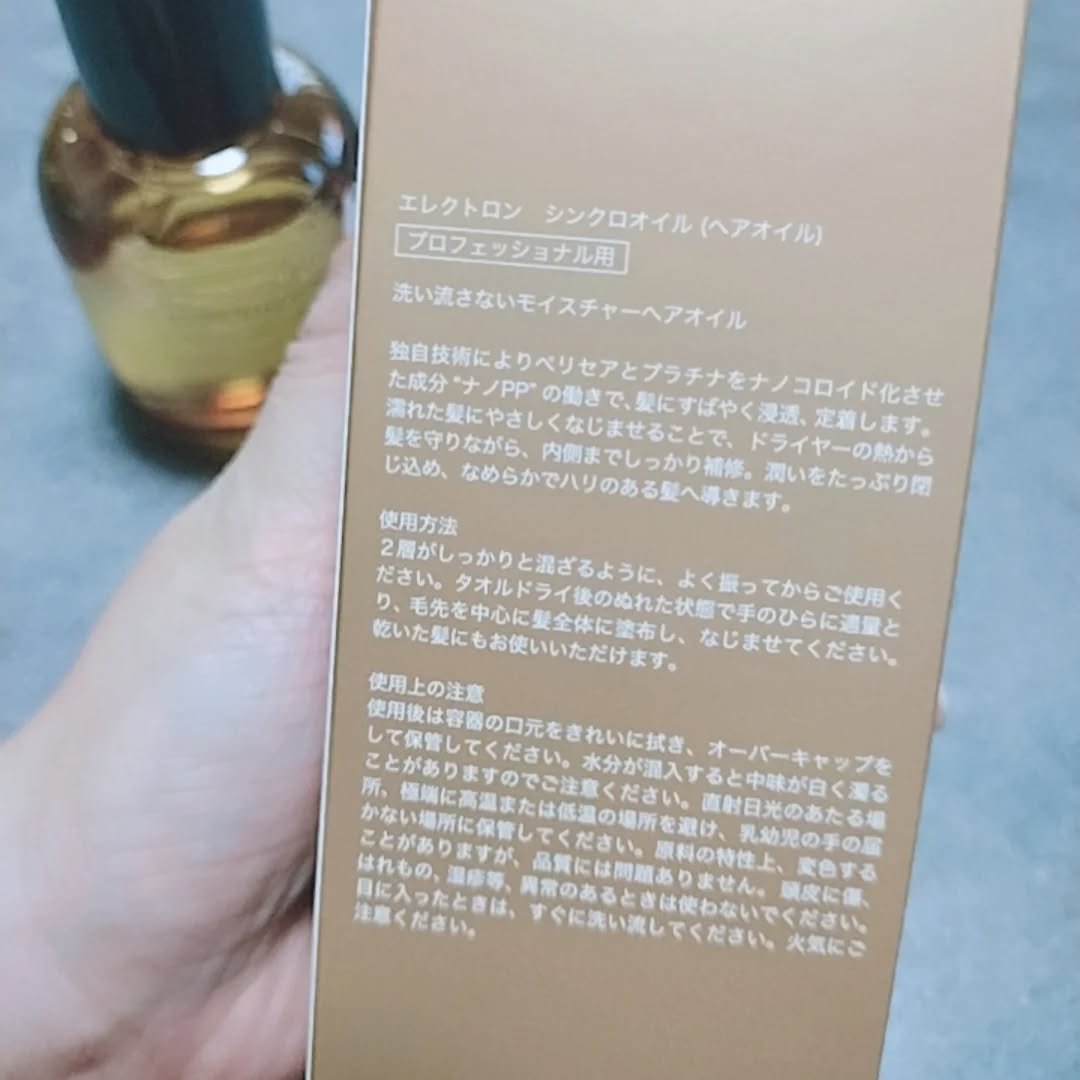 エレクトロン　シンクロオイル (ヘアオイル)
プロフェッショナル用
洗い流さないモイスチャーヘアオイル
独自技術によりペリセアとプラチナをナノコロイド化させ
た成分 “ナノPP” の働きで、髪にすばやく浸透、定着します。
濡れた髪にやさしくなじませることで、ドライヤーの熱から
髪を守りながら、内側までしっかり補修。潤いをたっぷり閉
じ込め、なめらかでハリのある髪へ導きます。
使用方法
２層がしっかりと混ざるように、よく振ってからご使用く
ださい。タオルドライ後のぬれた状態で手のひらに適量と
り、毛先を中心に髪全体に塗布し、なじませてください。
乾いた髪にもお使いいただけます。
使用上の注意
使用後は容器の口元をきれいに拭き、オーバーキャップを
して保管してください。水分が混入すると中味が白く濁る
ことがありますのでご注意ください。直射日光のあたる場
所、極端に高温または低温の場所を避け、乳幼児の手の届
かない場所に保管してください。原料の特性上、変色する
ことがありますが、品質には問題ありません。頭皮に傷、
はれもの、湿疹等、異常のあるときは使わないでください。
目に入ったときは、すぐに洗い流してください。火気にご
注意ください。